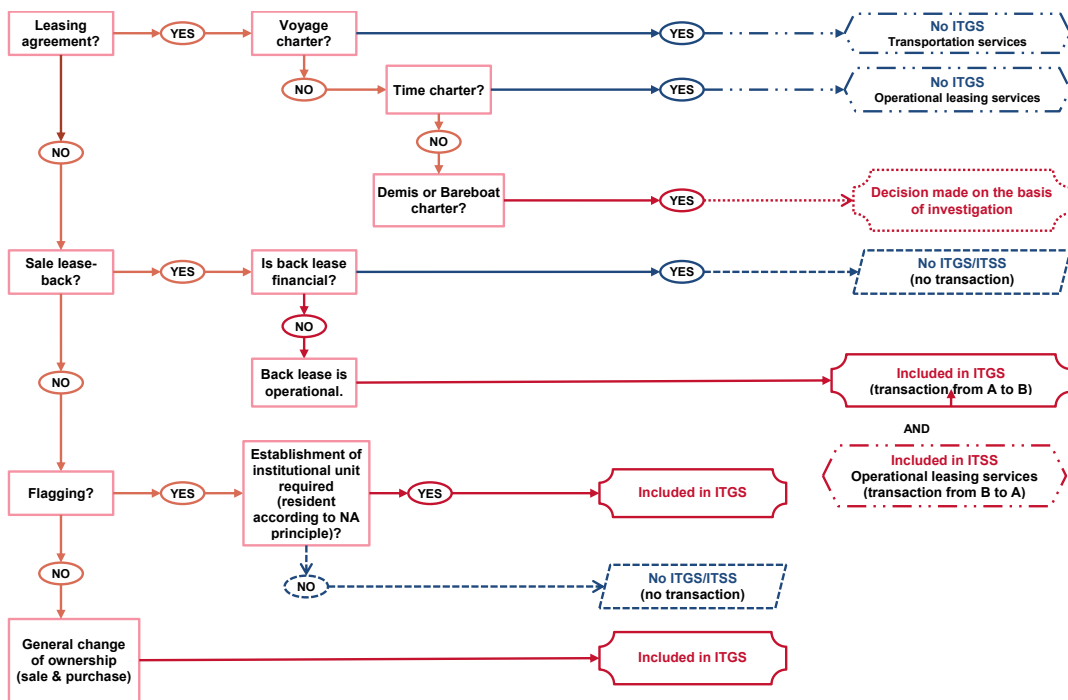 Leasing
agreement?
YES
Voyage
charter?
YES
No ITGS
Transportation services
NO
Time charter?
YES
No ITGS
Operational leasing services
NO
NO
Demis or Bareboat
charter?
YES
Decision made on the basis
of investigation
Sale lease-
back?
YES
Is back lease
financial?
YES
No ITGS/ITSS
(no transaction)
NO
NO
Back lease is
operational.
Included in ITGS
(transaction from A to B)
AND
Included in ITSS
Operational leasing services
(transaction from B to A)
Flagging?
YES
Establishment of
institutional unit
required
(resident
according to NA
principle)?
YES
Included in ITGS
NO
NO
No ITGS/ITSS
(no transaction)
General change
of ownership
(sale & purchase)
Included in ITGS